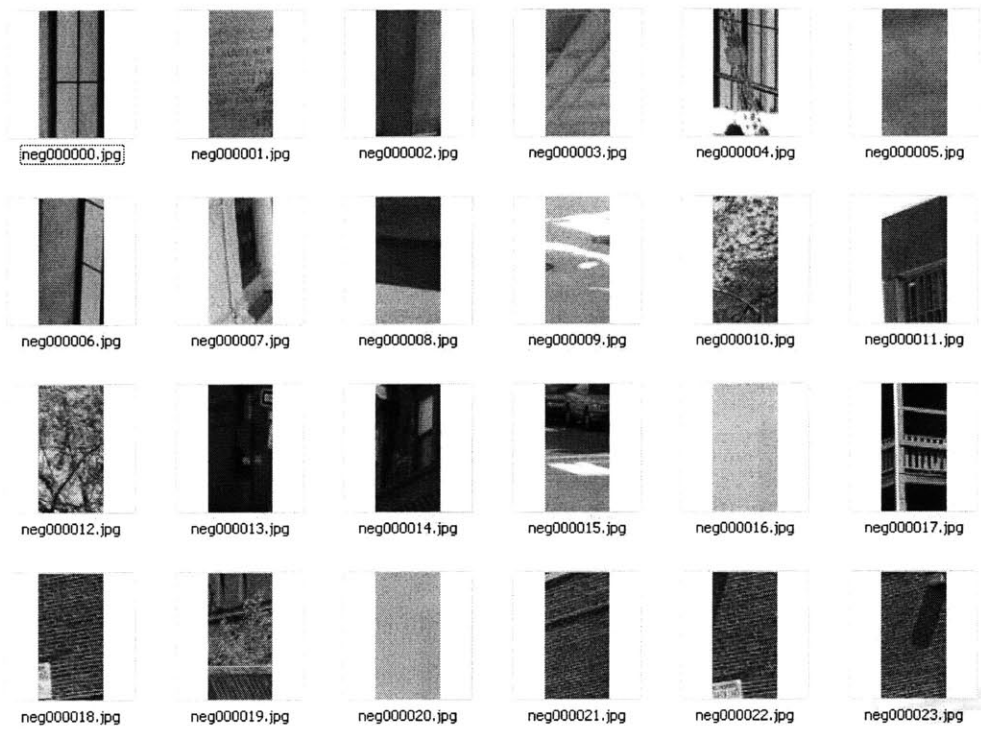 neg000000.jpg neg000001.jpg neg000002.jpg neg000003.jpg neg000004.jpg neg000005.jpg
neg000006.jpg neg000007.jpg neg000008.jpg neg000009.jpg neg000010.jpg neg000011.jpg
neg000012.jpg neg000013.jpg neg000014.jpg neg000015.jpg neg000016.jpg neg000017.jpg
neg000018.jpg neg000019.jpg neg000020.jpg neg000021.jpg neg000022.jpg neg000023.jpg